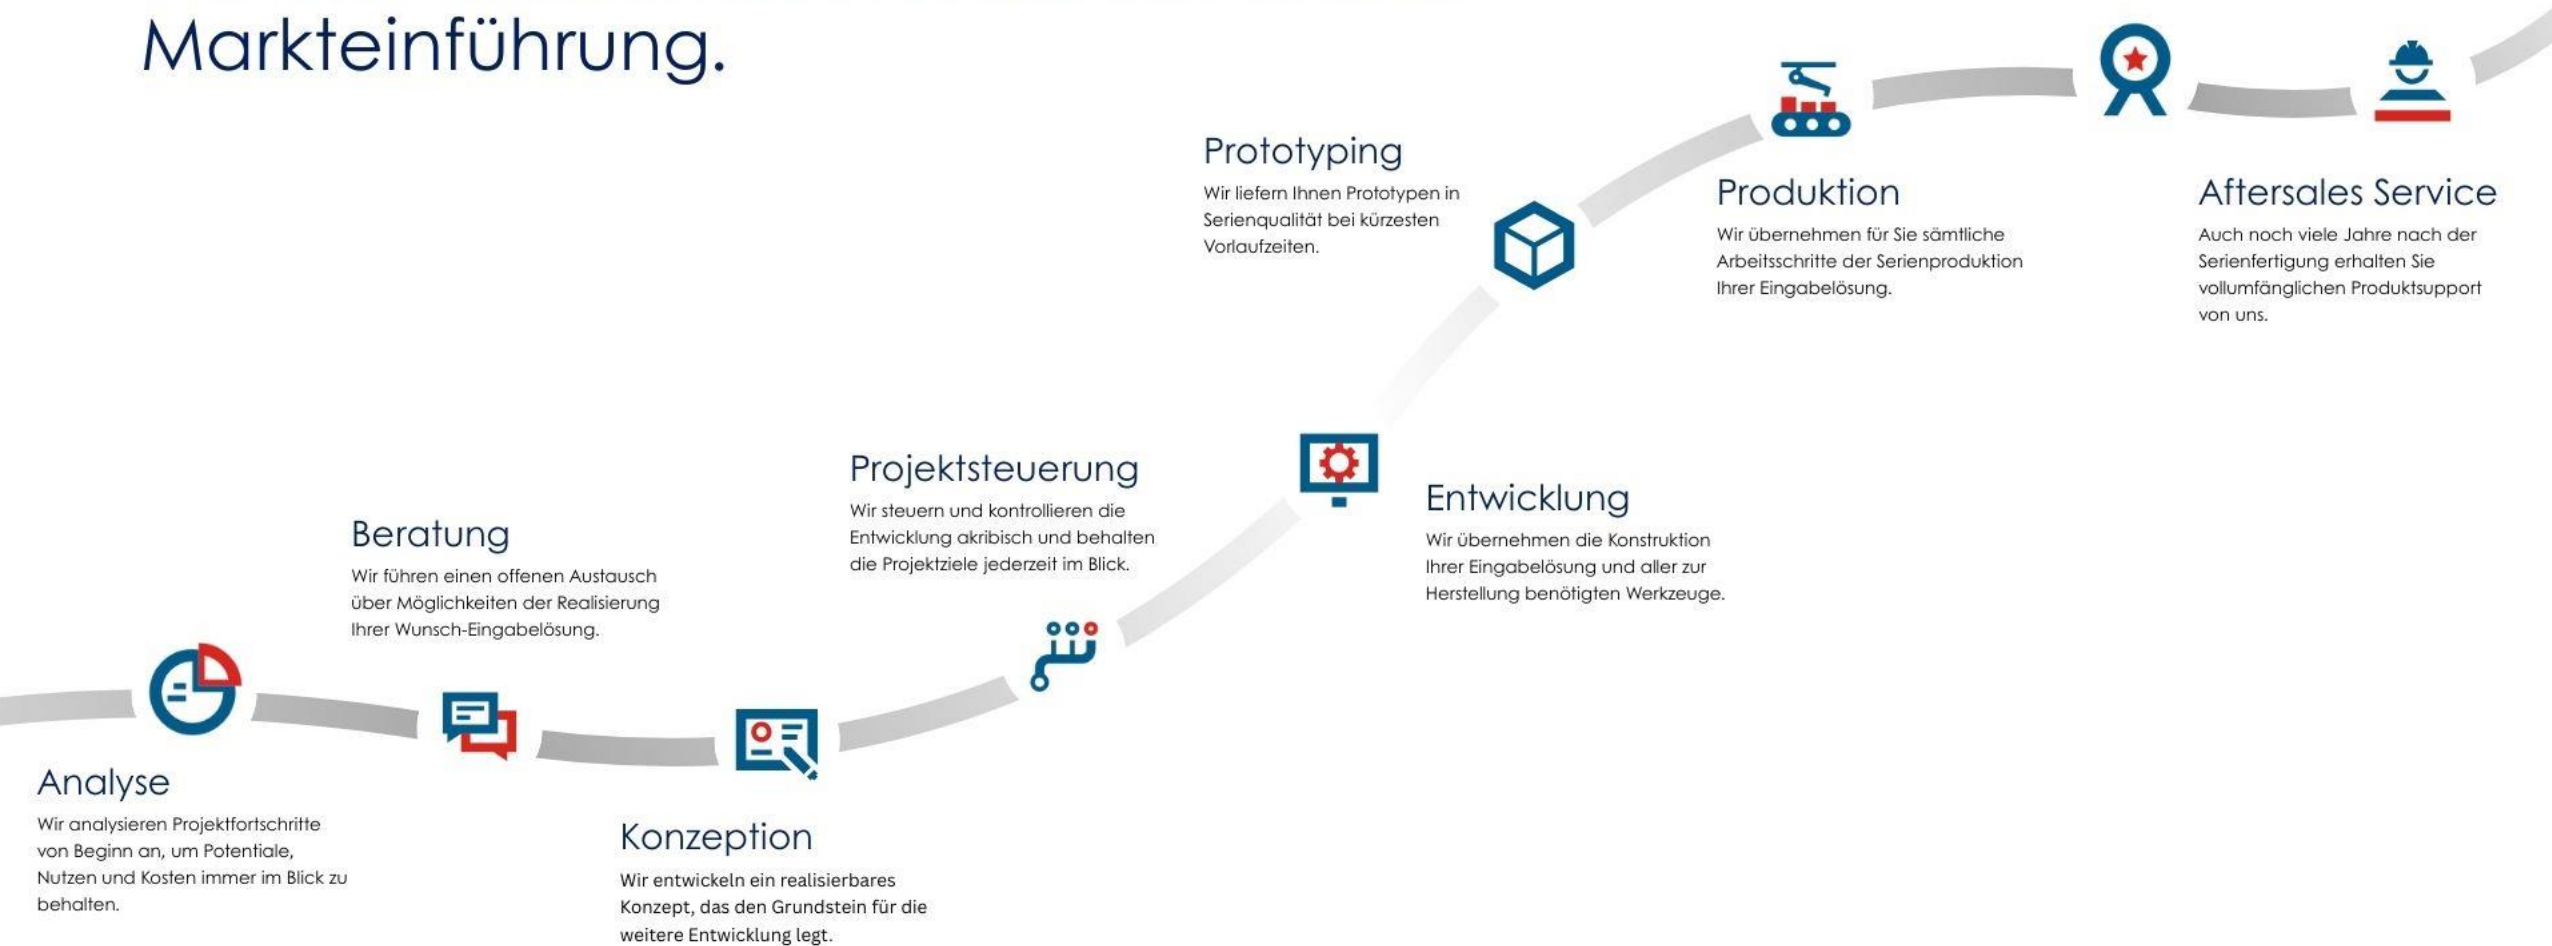 Markteinführung.
Analyse
Wir analysieren Projektfortschritte
von Beginn an, um Potentiale,
Nutzen und Kosten immer im Blick zu
behalten.
Beratung
Wir führen einen offenen Austausch
über Möglichkeiten der Realisierung
Ihrer Wunsch-Eingabelösung.
Konzeption
Wir entwickeln ein realisierbares
Konzept, das den Grundstein für die
weitere Entwicklung legt.
Projektsteuerung
Wir steuern und kontrollieren die
Entwicklung akribisch und behalten
die Projektziele jederzeit im Blick.
Entwicklung
Wir übernehmen die Konstruktion
Ihrer Eingabelösung und aller zur
Herstellung benötigten Werkzeuge.
Prototyping
Wir liefern Ihnen Prototypen in
Serienqualität bei kürzesten
Vorlaufzeiten.
Produktion
Wir übernehmen für Sie sämtliche
Arbeitsschritte der Serienproduktion
Ihrer Eingabelösung.
Aftersales Service
Auch noch viele Jahre nach der
Serienfertigung erhalten Sie
vollumfänglichen Produktsupport
von uns.